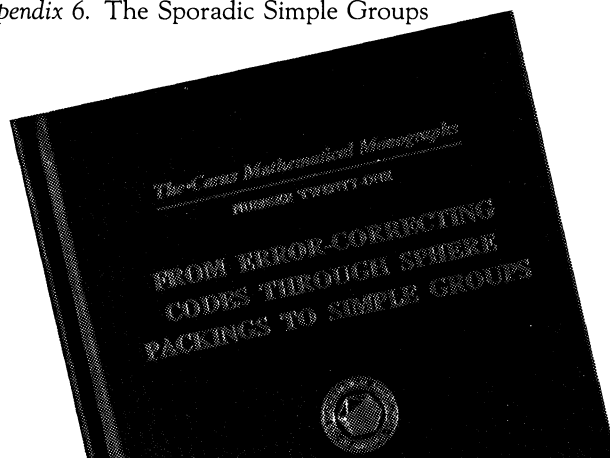 pendix 6. The Sporadic Simple Groups
The Carus Mathematical Monographs
NUMBER TWENTY-ONE
FROM ERROR-CORRECTING
CODES THROUGH SPHERE
PACKINGS TO SIMPLE GROUPS